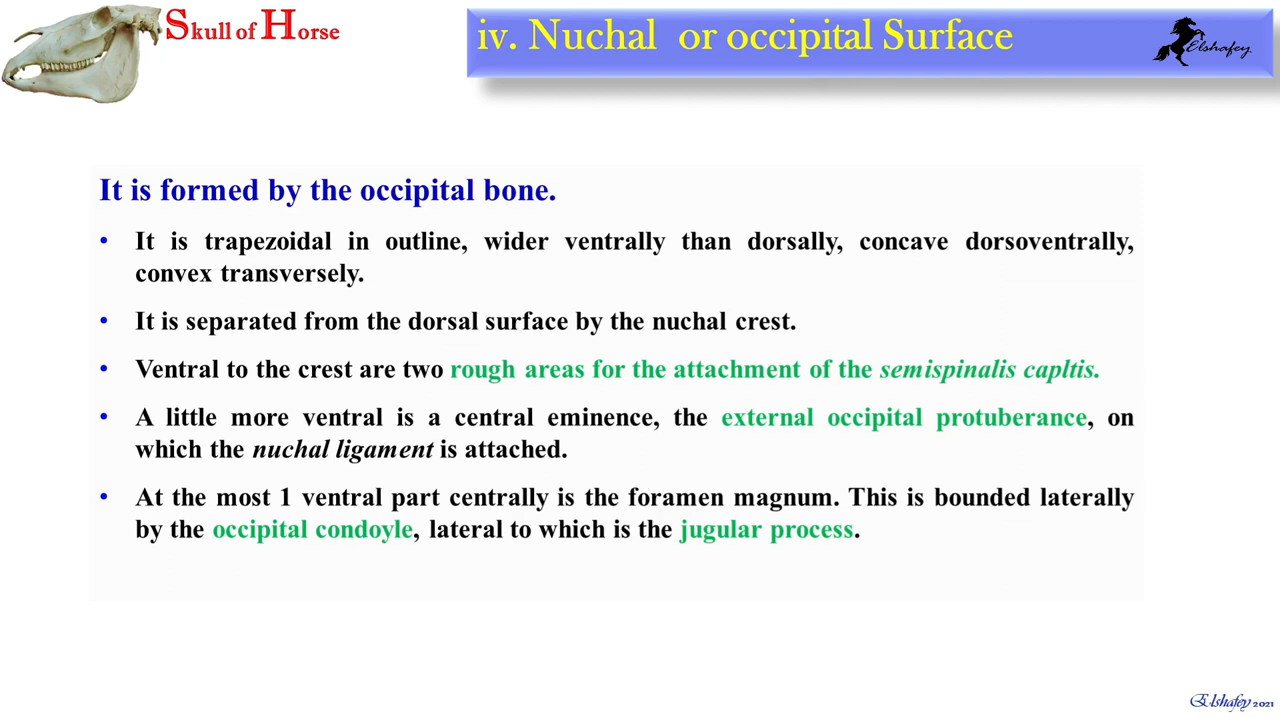 Skull of Horse
iv. Nuchal or occipital Surface
Elshafey
It is formed by the occipital bone.
• It is trapezoidal in outline, wider ventrally than dorsally, concave dorsoventrally,
convex transversely.
• It is separated from the dorsal surface by the nuchal crest.
• Ventral to the crest are two rough areas for the attachment of the semispinalis capltis.
• A little more ventral is a central eminence, the external occipital protuberance, on
which the nuchal ligament is attached.
• At the most 1 ventral part centrally is the foramen magnum. This is bounded laterally
by the occipital condoyle, lateral to which is the jugular process.
Elshafey 2021